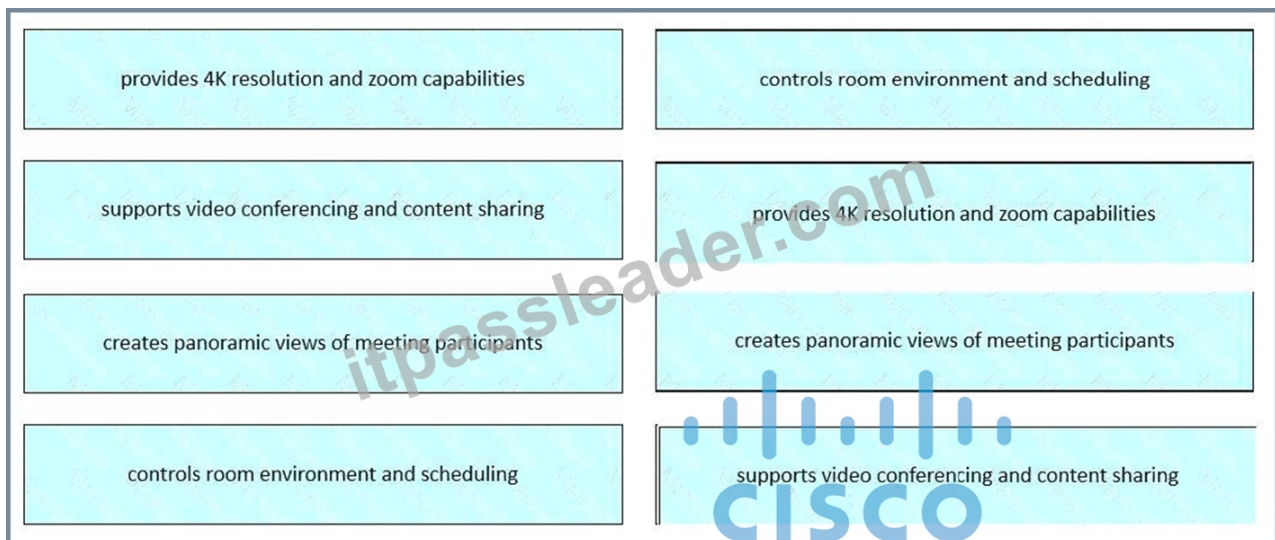 provides 4K resolution and zoom capabilities
controls room environment and scheduling
supports video conferencing and content sharing
provides 4K resolution and zoom capabilities
creates panoramic views of meeting participants
creates panoramic views of meeting participants
controls room environment and scheduling
supports video conferencing and content sharing
itpassleader.com
CISCO